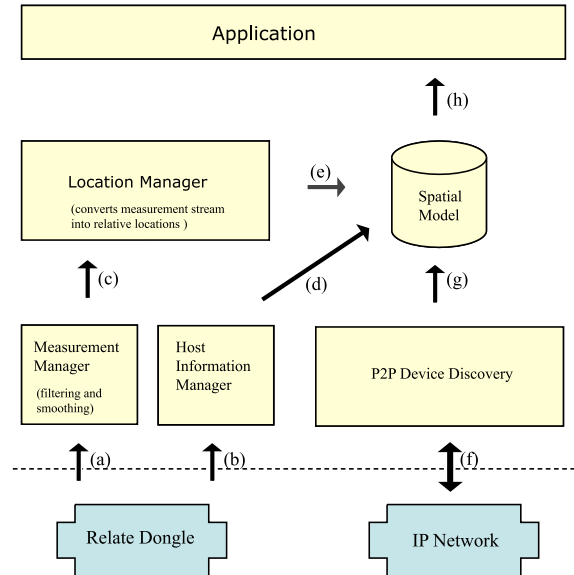 Application
(h)
Location Manager
(converts measurement stream
into relative locations )
(e)
Spatial
Model
(c)
(d)
(g)
Measurement
Manager
(filtering and
smoothing)
Host
Information
Manager
P2P Device Discovery
(a)
(b)
(f)
Relate Dongle
IP Network